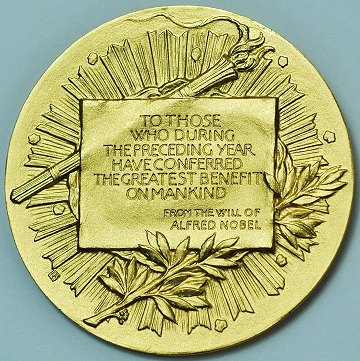 TO THOSE
WHO DURING
THE PRECEDING YEAR
HAVE CONFERRED
THE GREATEST BENEFIT
ON MANKIND
FROM THE WILL OF
ALFRED NOBEL